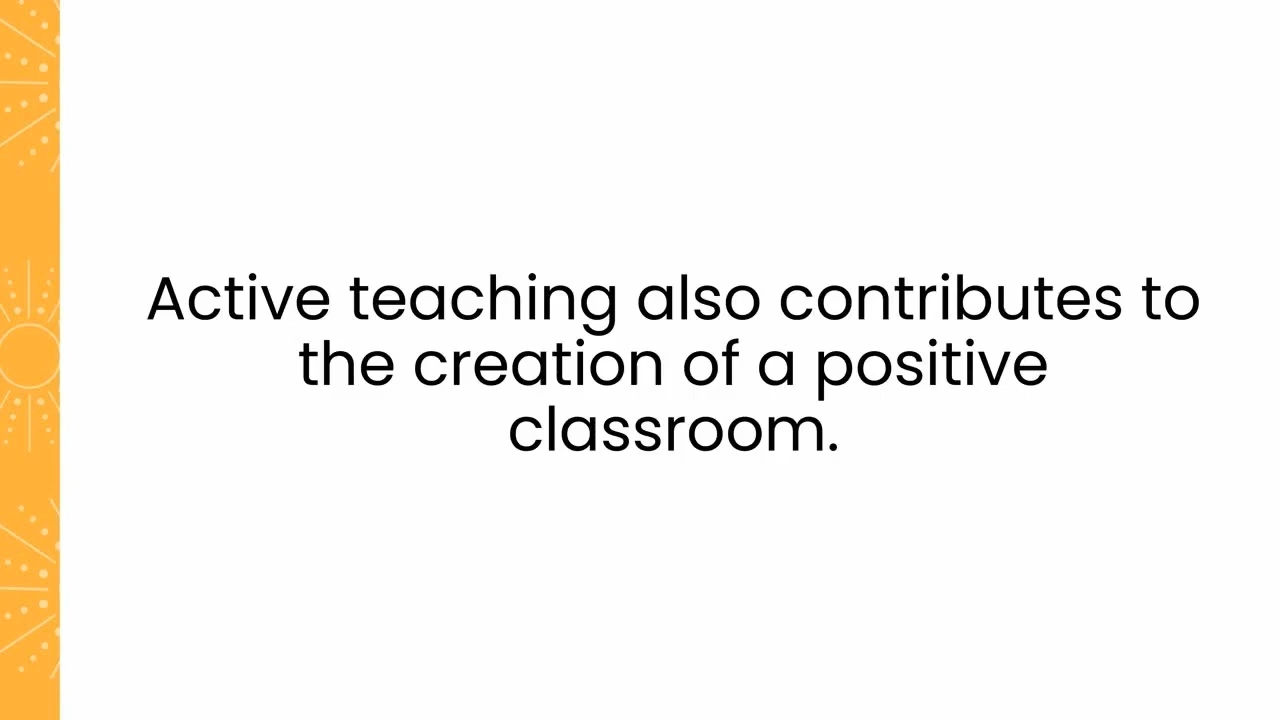 Active teaching also contributes to
the creation of a positive
classroom.